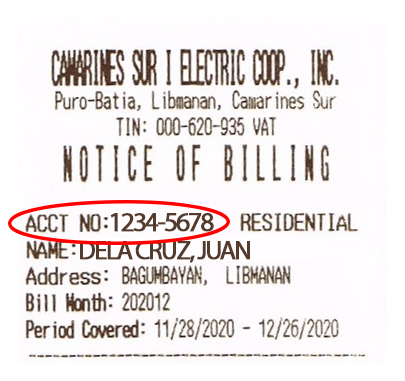 CAMARINES SUR I ELECTRIC COOP., INC.
Puro-Batia, Libmanan, Camarines Sur
TIN: 000-620-935 VAT
NOTICE OF BILLING
ACCT NO:1234-5678 RESIDENTIAL
NAME:DELA CRUZ, JUAN
Address: BAGUMBAYAN, LIBMANAN
Bill Month: 202012
Period Covered: 11/28/2020 - 12/26/2020